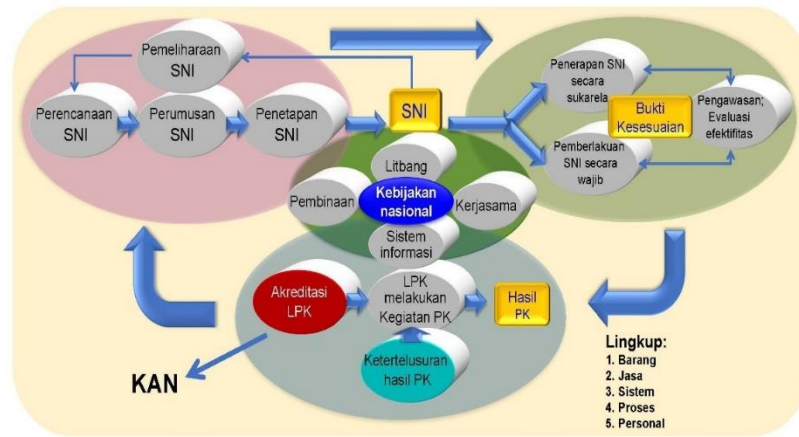 Pemeliharaan
SNI
Perencanaan
SNI
Perumusan
SNI
Penetapan
SNI
SNI
Penerapan SNI
secara
sukarela
Bukti
Kesesuaian
Pengawasan;
Evaluasi
efektifitas
Pemberlakuan
SNI secara
wajib
Litbang
Pembinaan
Kebijakan
nasional
Kerjasama
Sistem
informasi
Akreditasi
LPK
LPK
melakukan
Kegiatan PK
Hasil
PK
Ketertelusuran
hasil PK
KAN
Lingkup:
1. Barang
2. Jasa
3. Sistem
4. Proses
5. Personal